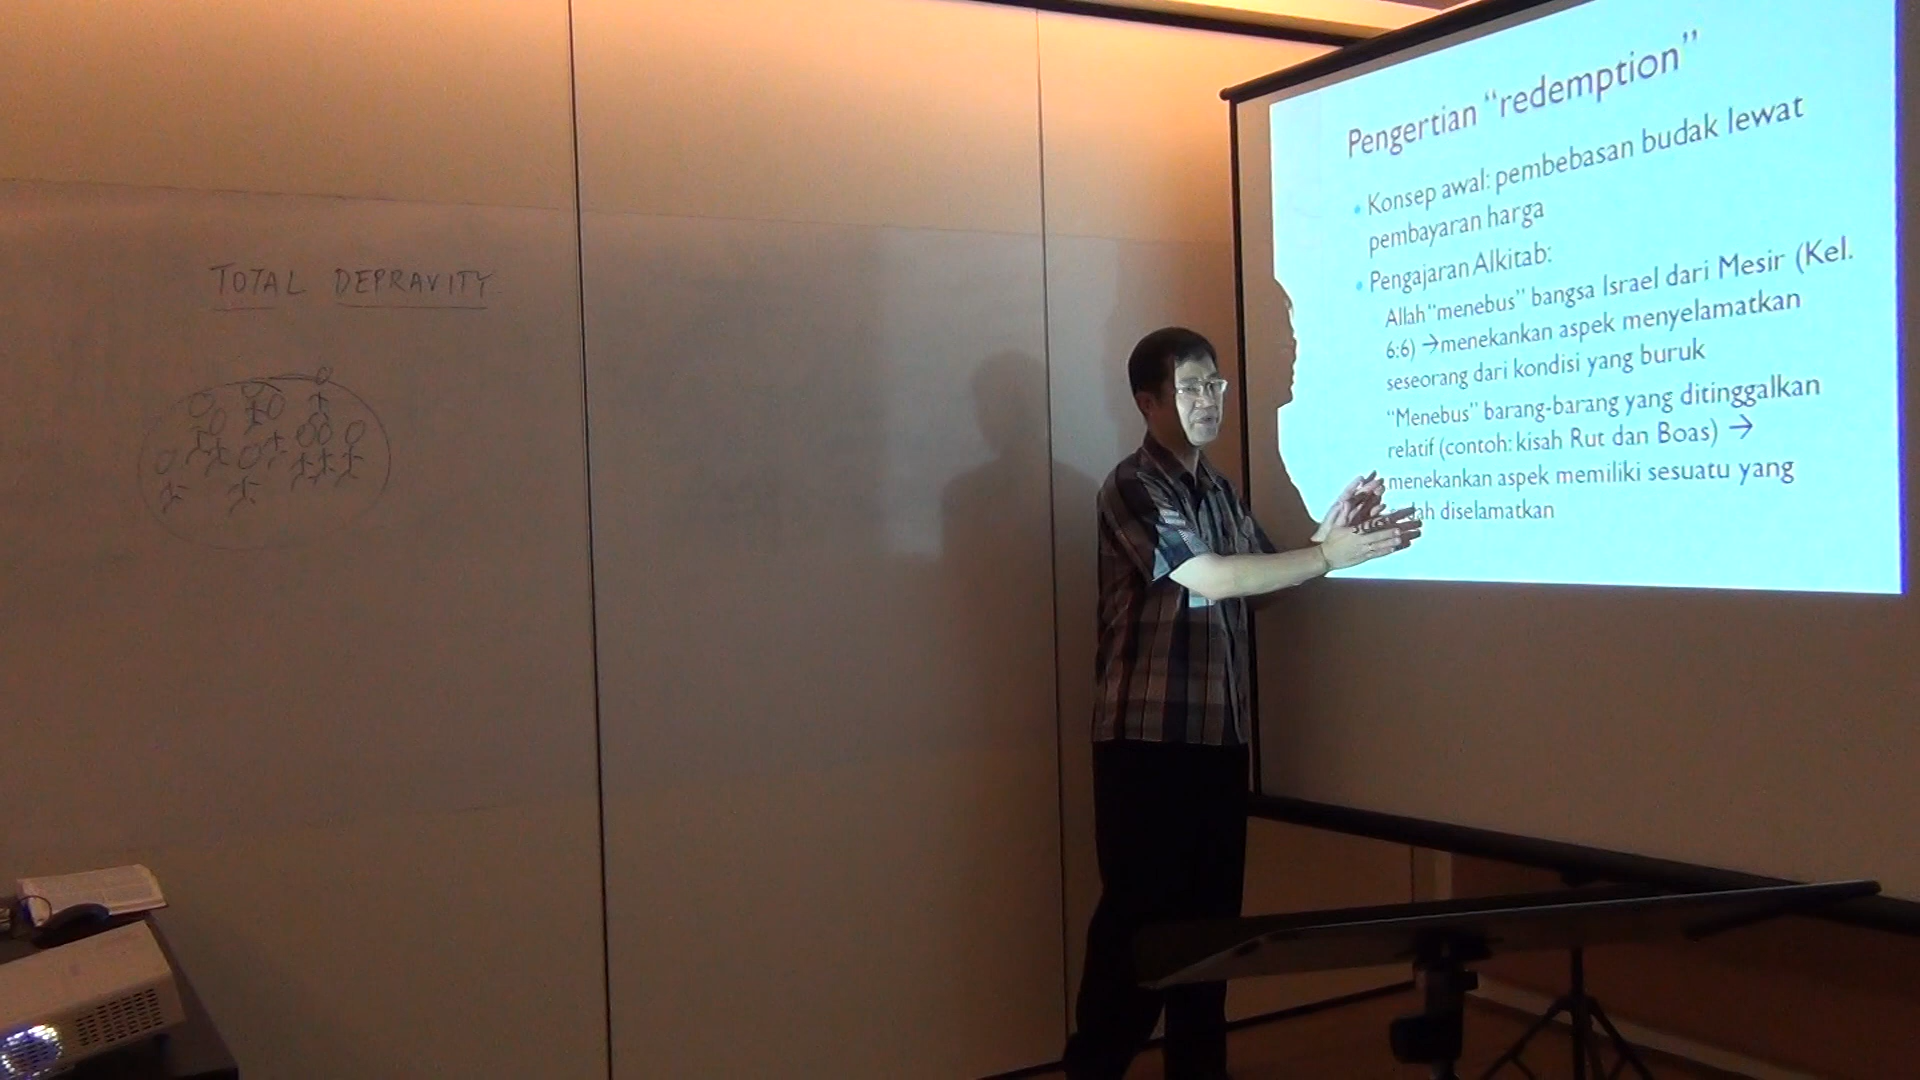 TOTAL DEPRAVITY
Pengertian “redemption”
• Konsep awal: pembebasan budak lewat
pembayaran harga
• Pengajaran Alkitab:
Allah “menebus” bangsa Israel dari Mesir (Kel.
6:6) →menekankan aspek menyelamatkan
seseorang dari kondisi yang buruk
“Menebus” barang-barang yang ditinggalkan
relatif (contoh: kisah Rut dan Boas) →
menekankan aspek memiliki sesuatu yang
diselamatkan